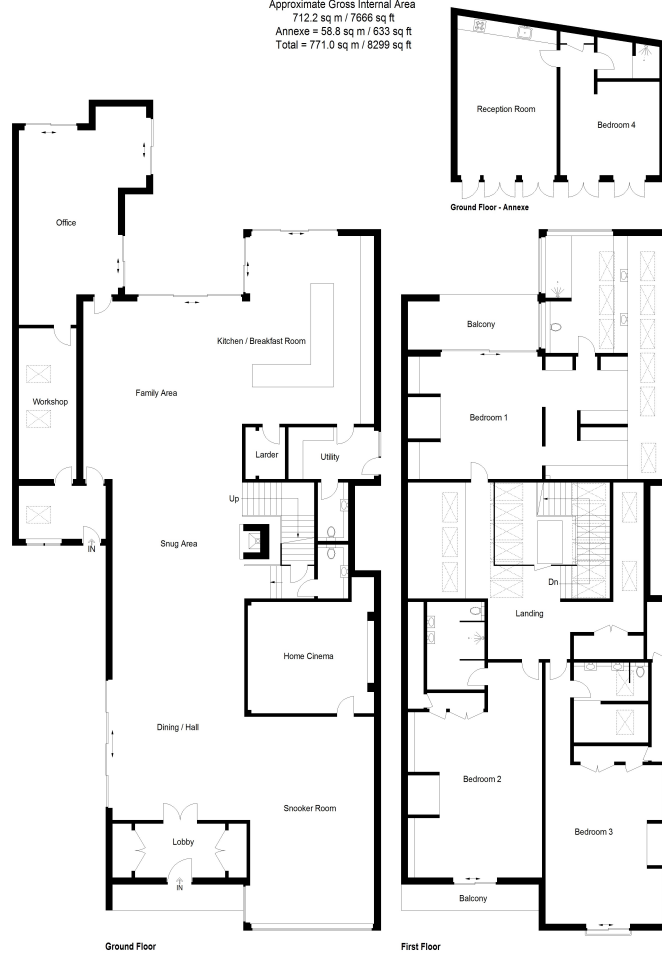 Approximate Gross Internal Area
712.2 sq m / 7666 sq ft
Annexe = 58.8 sq m / 633 sq ft
Total = 771.0 sq m / 8299 sq ft
Reception Room
Bedroom 4
Ground Floor - Annexe
Office
Kitchen / Breakfast Room
Balcony
Family Area
Workshop
Bedroom 1
Larder
Utility
Up
IN
Snug Area
Dn
Landing
Home Cinema
Dining / Hall
Bedroom 2
Snooker Room
Bedroom 3
Lobby
IN
Balcony
Ground Floor
First Floor